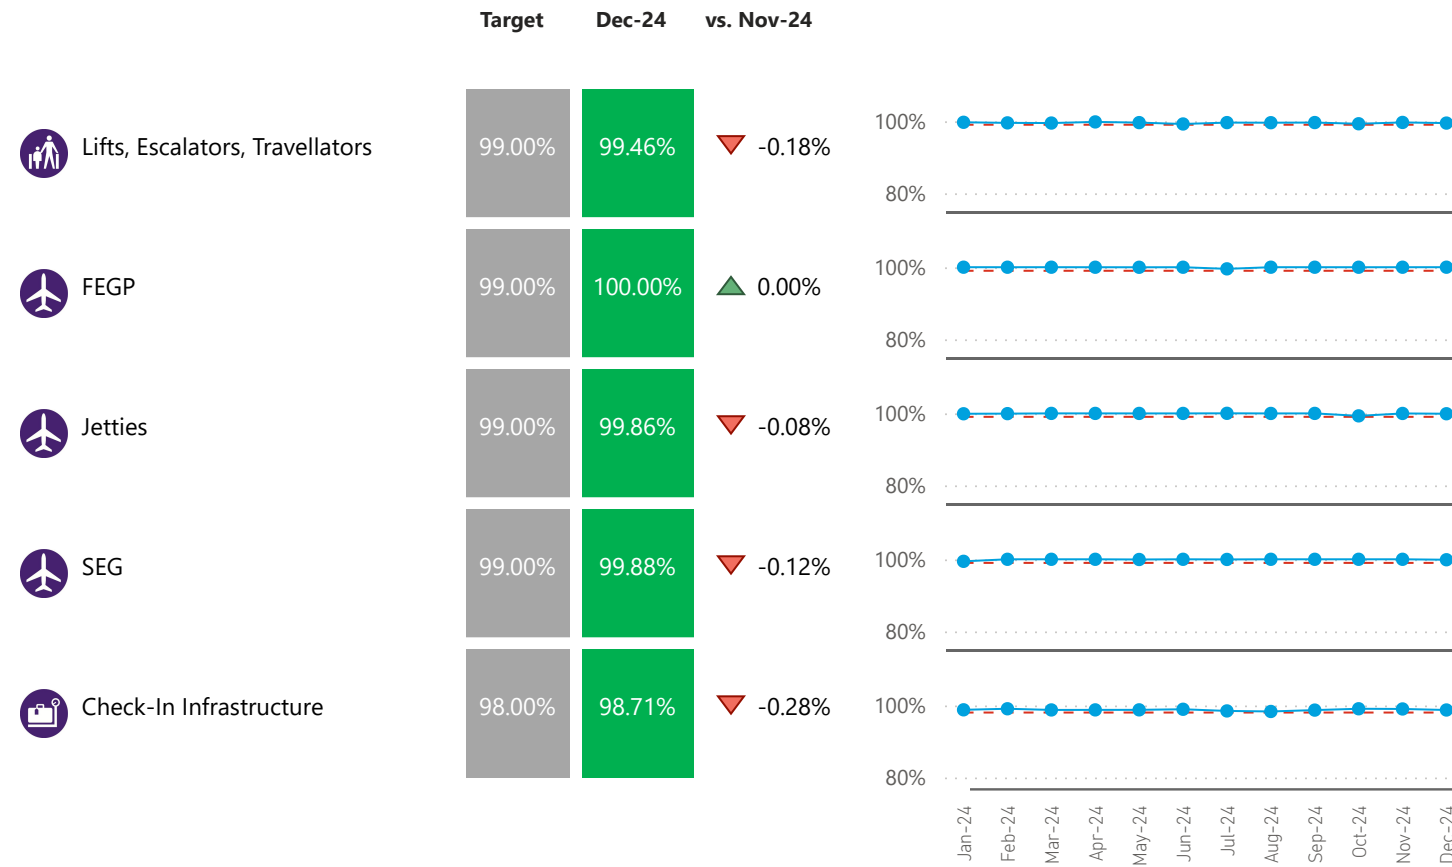 Target Dec-24 vs. Nov-24
Lifts, Escalators, Travellators 99.00% 99.46% -0.18%
100%
80%
FEGP 99.00% 100.00% 0.00%
100%
80%
Jetties 99.00% 99.86% -0.08%
100%
80%
SEG 99.00% 99.88% -0.12%
100%
80%
Check-In Infrastructure 98.00% 98.71% -0.28%
100%
80%
Jan-24 Feb-24 Mar-24 Apr-24 May-24 Jun-24 Jul-24 Aug-24 Sep-24 Oct-24 Nov-24 Dec-24